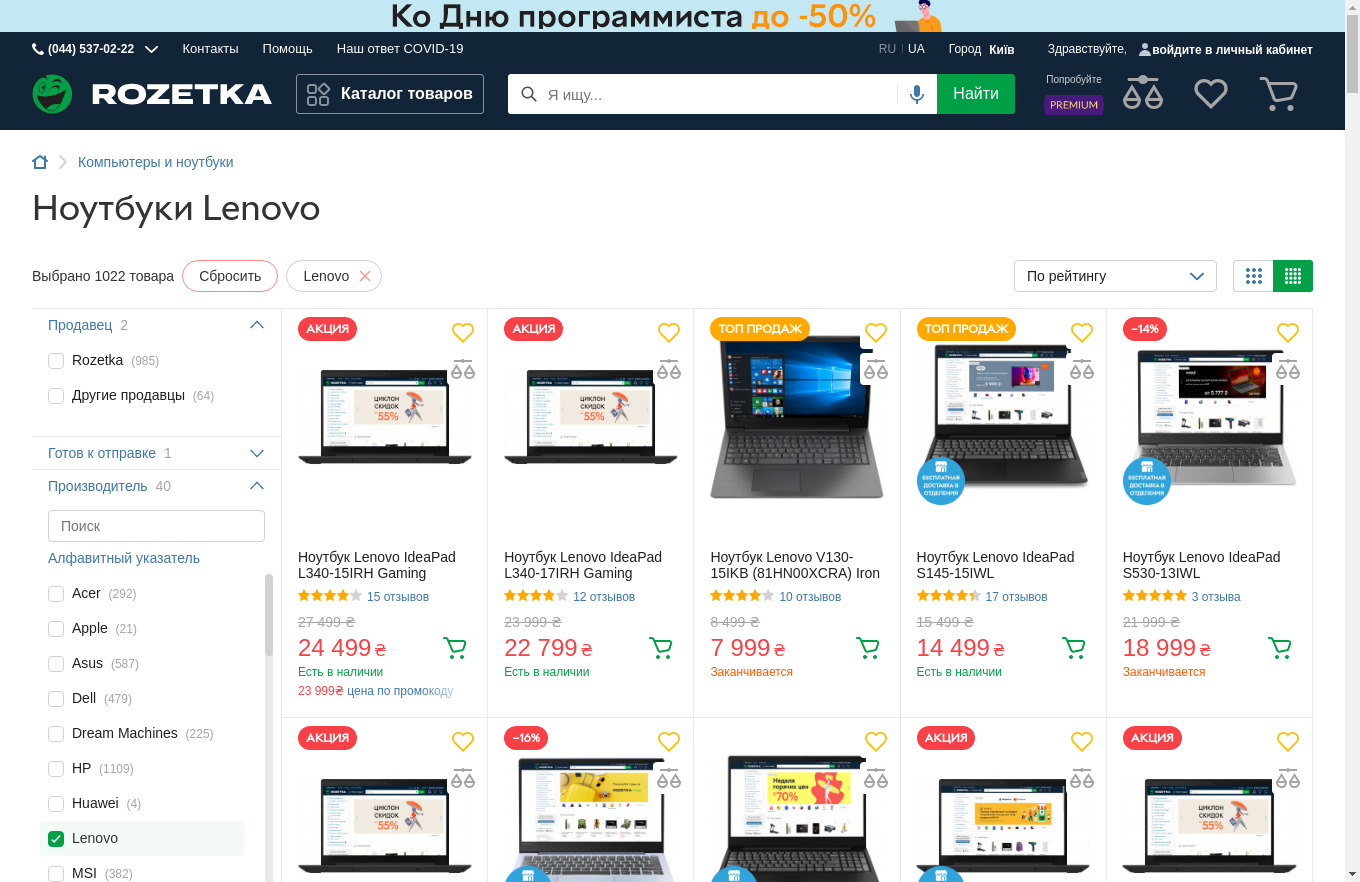 Ко Дню программиста до -50%
(044) 537-02-22 Контакты Помощь Наш ответ COVID-19 RU UA Город Київ Здравствуйте, войдите в личный кабинет
ROZETKA Каталог товаров Я ищу... Найти Попробуйте PREMIUM
Компьютеры и ноутбуки
Ноутбуки Lenovo
Выбрано 1022 товара Сбросить Lenovo По рейтингу
Продавец 2
Rozetka (985)
Другие продавцы (64)
Готов к отправке 1
Производитель 40
Поиск
Алфавитный указатель
Acer (292)
Apple (21)
Asus (587)
Dell (479)
Dream Machines (225)
HP (1109)
Huawei (4)
Lenovo
MSI (382)
АКЦИЯ
ЦИКЛОН
СКИДОК
55%
Ноутбук Lenovo IdeaPad
L340-15IRH Gaming
15 отзывов
27 499 ₴
24 499 ₴
Есть в наличии
23 999₴ цена по промокоду
АКЦИЯ
ЦИКЛОН
СКИДОК
55%
Ноутбук Lenovo IdeaPad
L340-17IRH Gaming
12 отзывов
23 999 ₴
22 799 ₴
Есть в наличии
ТОП ПРОДАЖ
Ноутбук Lenovo V130-
15IKB (81HN00XCRA) Iron
10 отзывов
8 499 ₴
7 999 ₴
Заканчивается
ТОП ПРОДАЖ
БЕСПЛАТНАЯ
ДОСТАВКА В
ОТДЕЛЕНИЯ
Ноутбук Lenovo IdeaPad
S145-15IWL
17 отзывов
15 499 ₴
14 499 ₴
Есть в наличии
−14%
БЕСПЛАТНАЯ
ДОСТАВКА В
ОТДЕЛЕНИЯ
Ноутбук Lenovo IdeaPad
S530-13IWL
3 отзыва
21 999 ₴
18 999 ₴
Заканчивается
АКЦИЯ
ЦИКЛОН
СКИДОК
55%
−16%
Неделя
горячих цен
70%
АКЦИЯ
АКЦИЯ
ЦИКЛОН
СКИДОК
55%